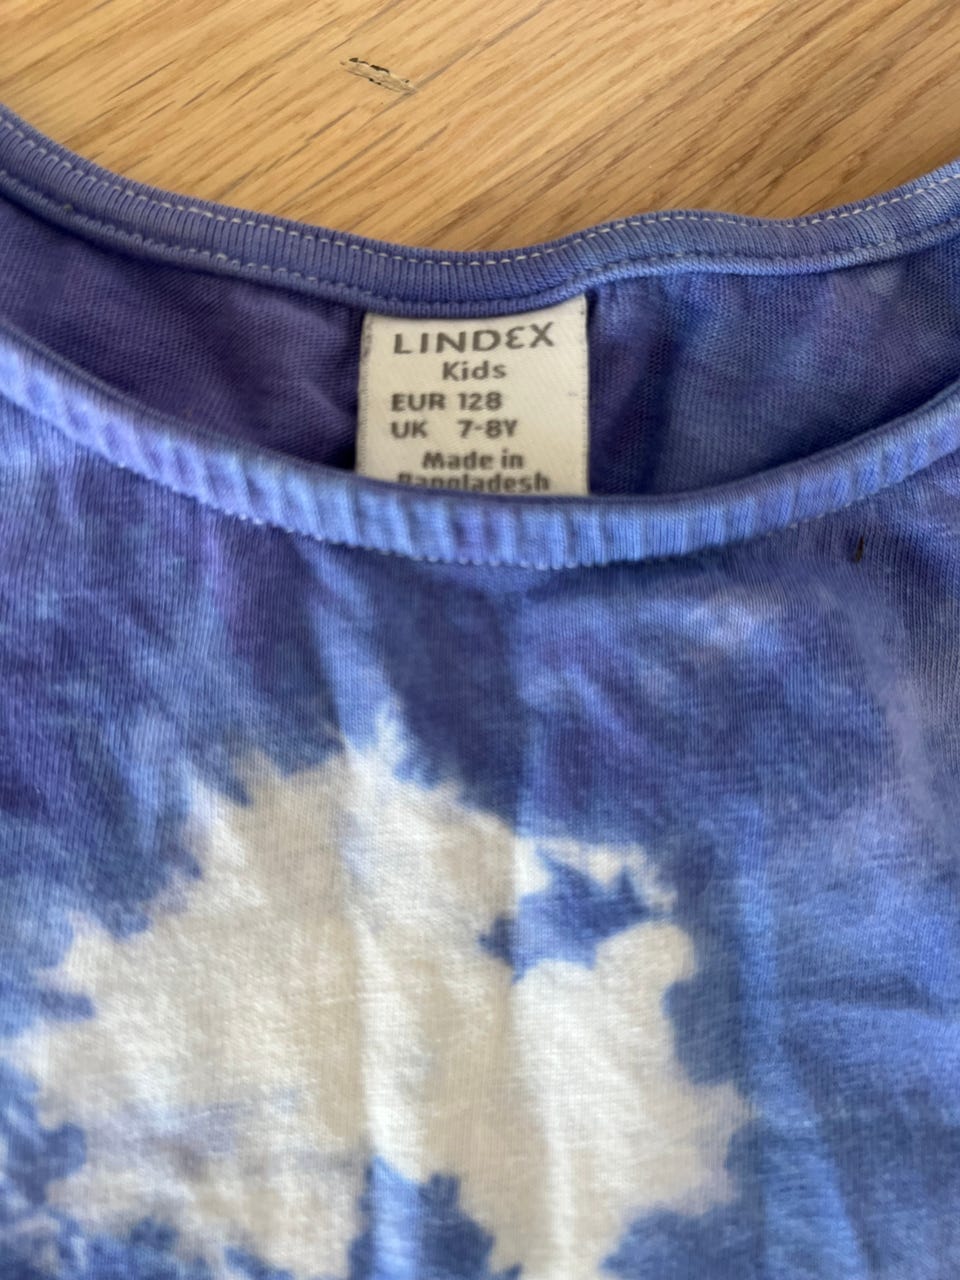 LINDEX
Kids
EUR 128
UK 7-8Y
Made in
Bangladesh